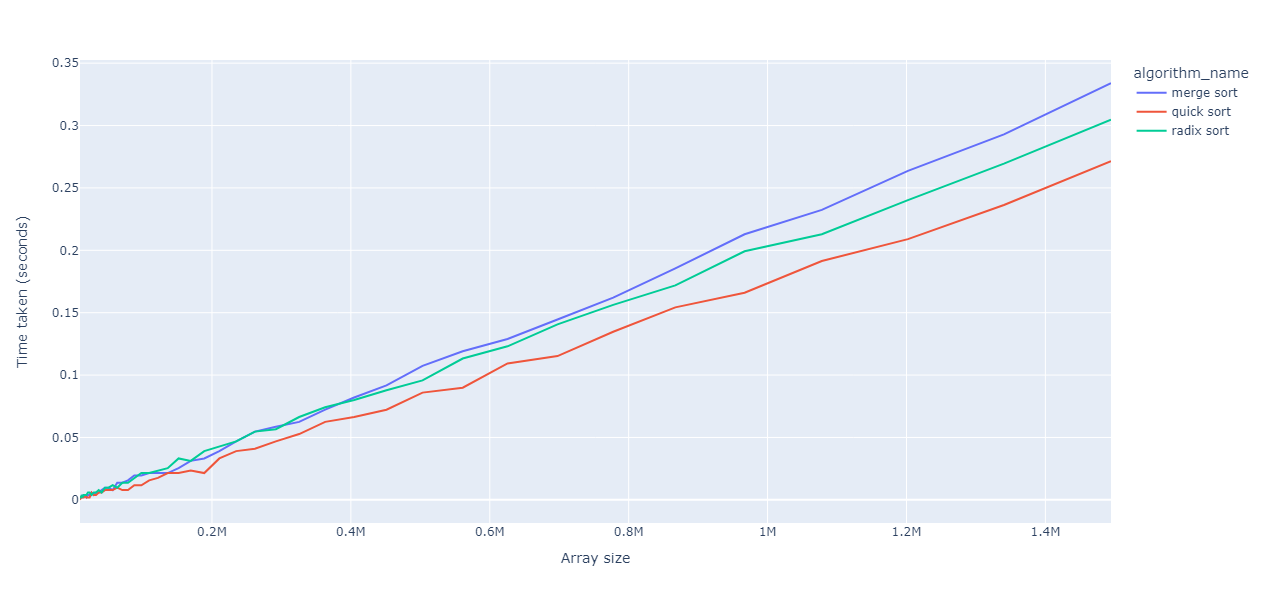 0.35
0.3
0.25
0.2
0.15
0.1
0.05
0
Time taken (seconds)
0.2M
0.4M
0.6M
0.8M
1M
1.2M
1.4M
Array size
algorithm_name
merge sort
quick sort
radix sort